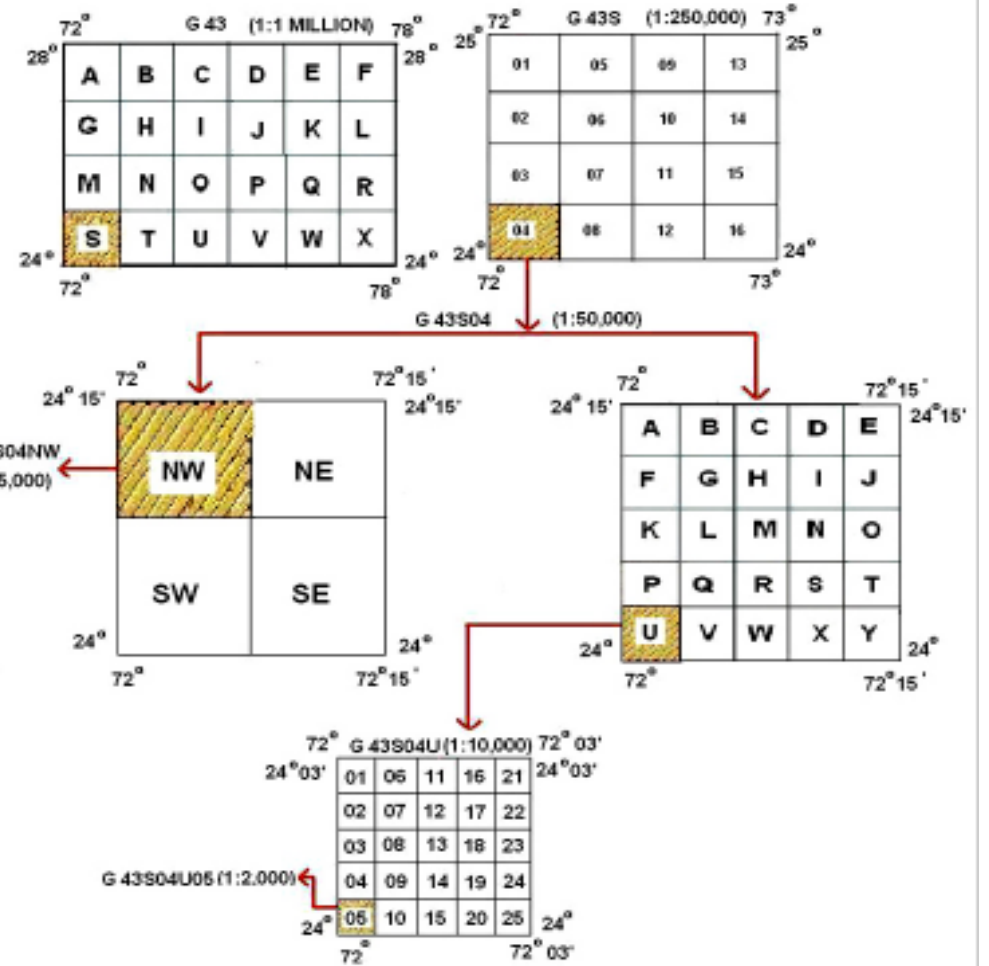 72° G 43 (1:1 MILLION) 78°
28° 28°
A B C D E F
G H I J K L
M N O P Q R
S T U V W X
24° 24°
72° 78°
72° G 43S (1:250,000) 73°
25° 25°
01 05 09 13
02 06 10 14
03 07 11 15
04 08 12 16
24° 24°
72° 73°
G 43S04 (1:50,000)
72° 72°15'
24°15' 24°15'
S04NW
5,000)
NW NE
SW SE
24° 24°
72° 72°15'
72° 72°15'
24°15' 24°15'
A B C D E
F G H I J
K L M N O
P Q R S T
U V W X Y
24° 24°
72° 72°15'
72° G 43S04U (1:10,000) 72°03'
24°03' 24°03'
01 06 11 16 21
02 07 12 17 22
03 08 13 18 23
04 09 14 19 24
05 10 15 20 25
G 43S04U05 (1:2,000)
24° 24°
72° 72°03'